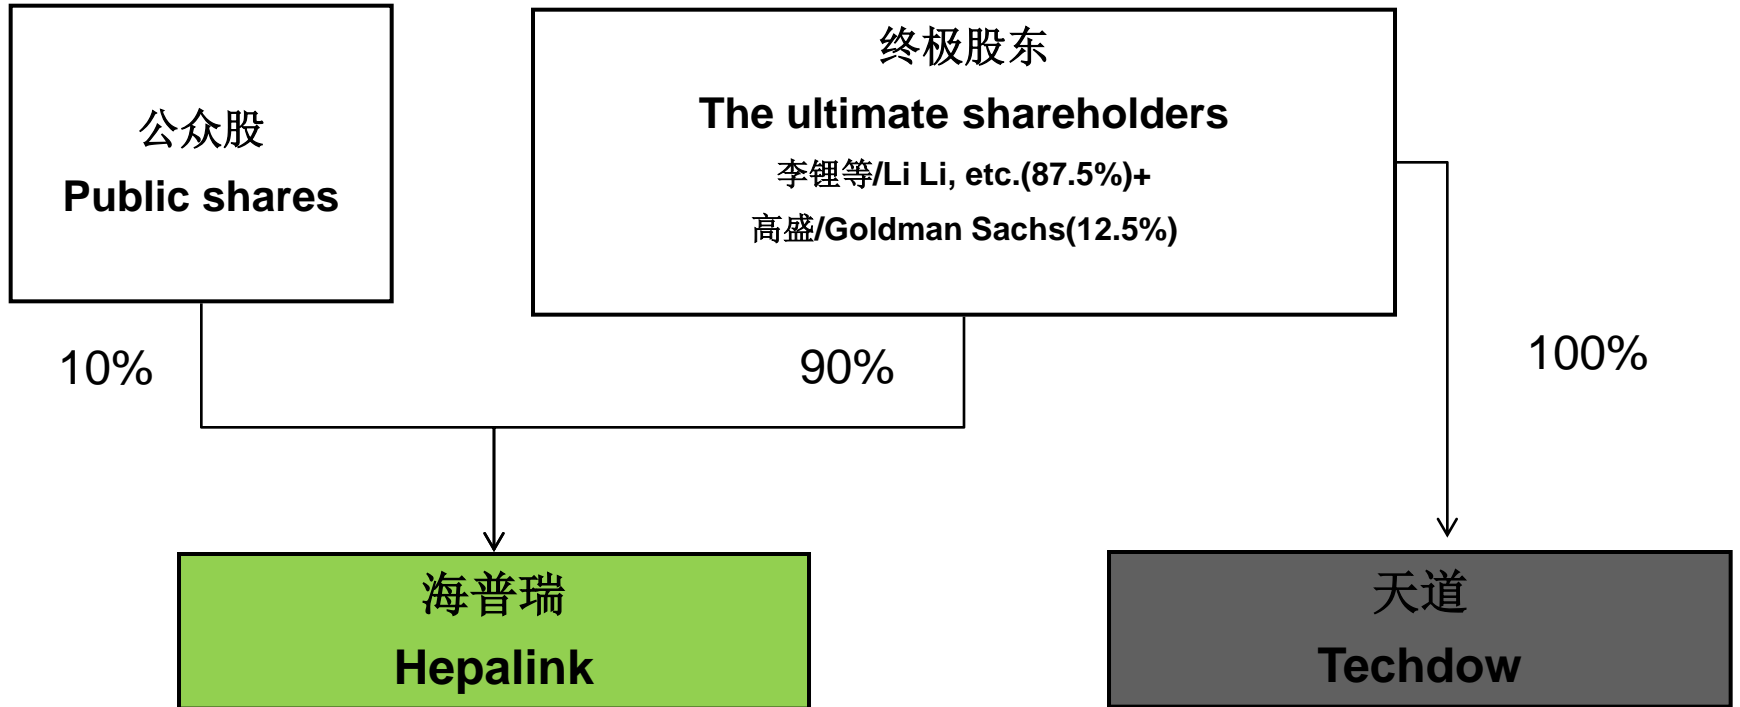 公众股
Public shares
终极股东
The ultimate shareholders
李锂等/Li Li, etc.(87.5%)+
高盛/Goldman Sachs(12.5%)
10%
90%
100%
海普瑞
Hepalink
天道
Techdow